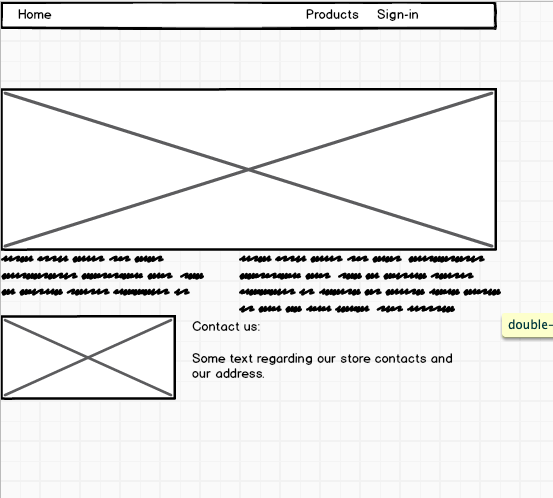 Home Products Sign-in
double-
Contact us:
Some text regarding our store contacts and
our address.